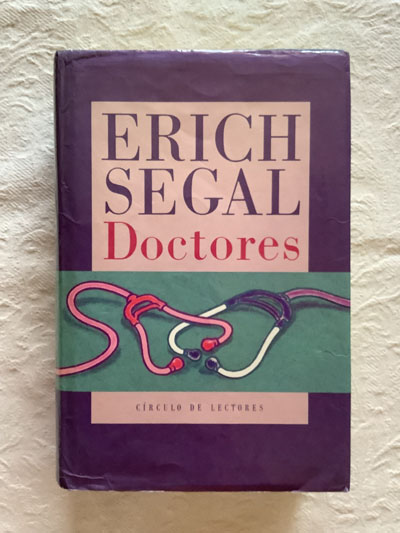 ERICH
SEGAL
Doctores
CÍRCULO DE LECTORES